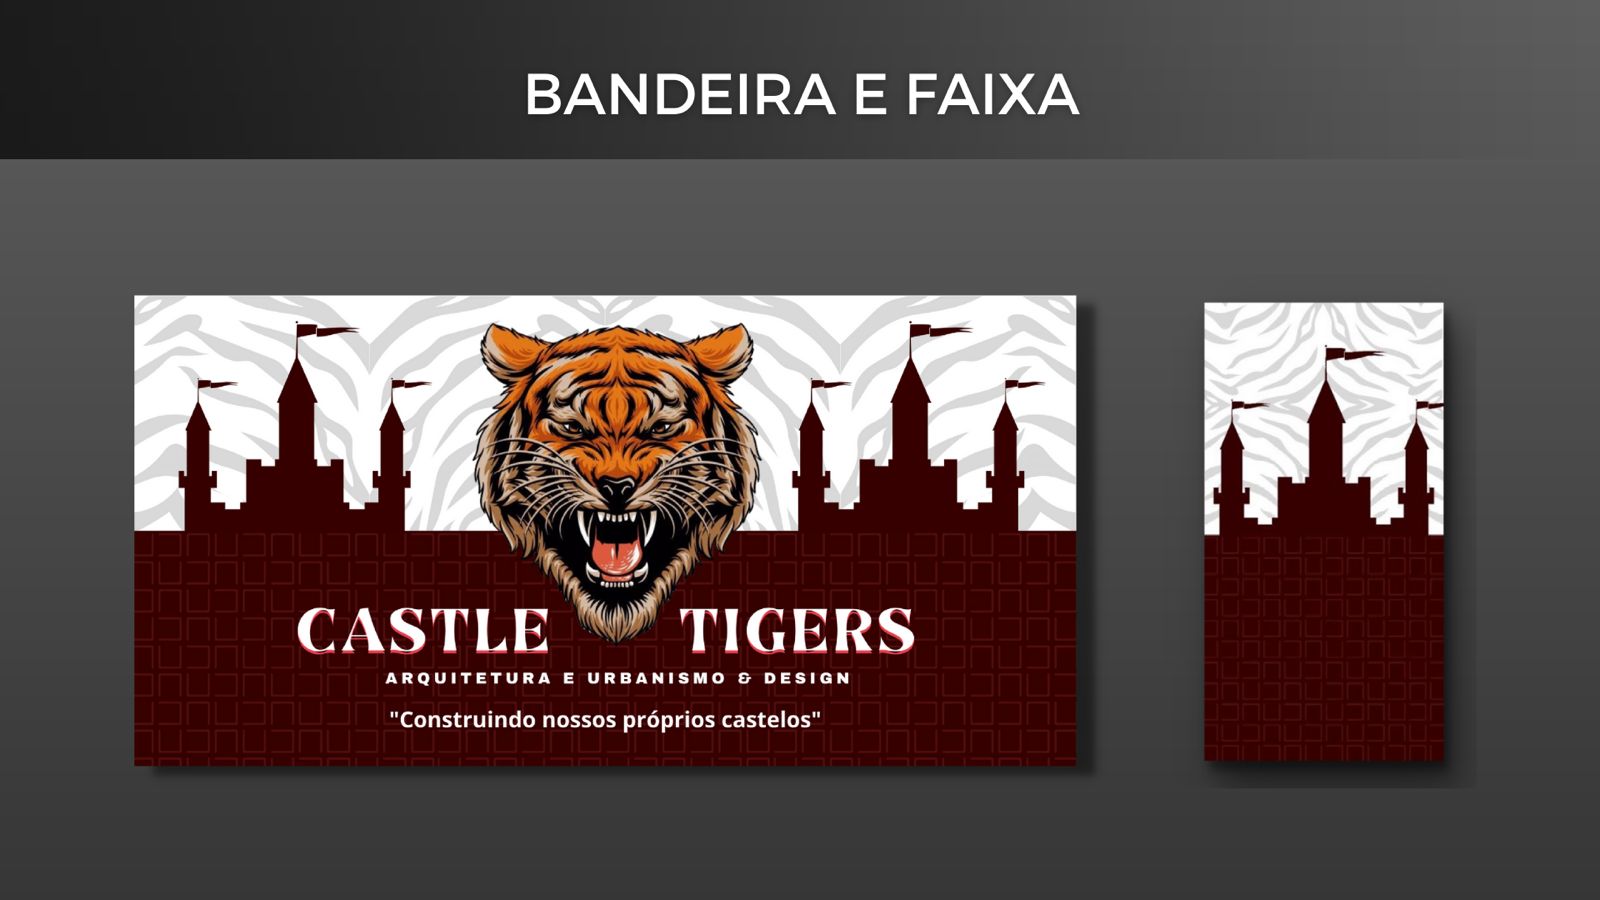 BANDEIRA E FAIXA
CASTLE TIGERS
ARQUITETURA E URBANISMO & DESIGN
"Construindo nossos próprios castelos"